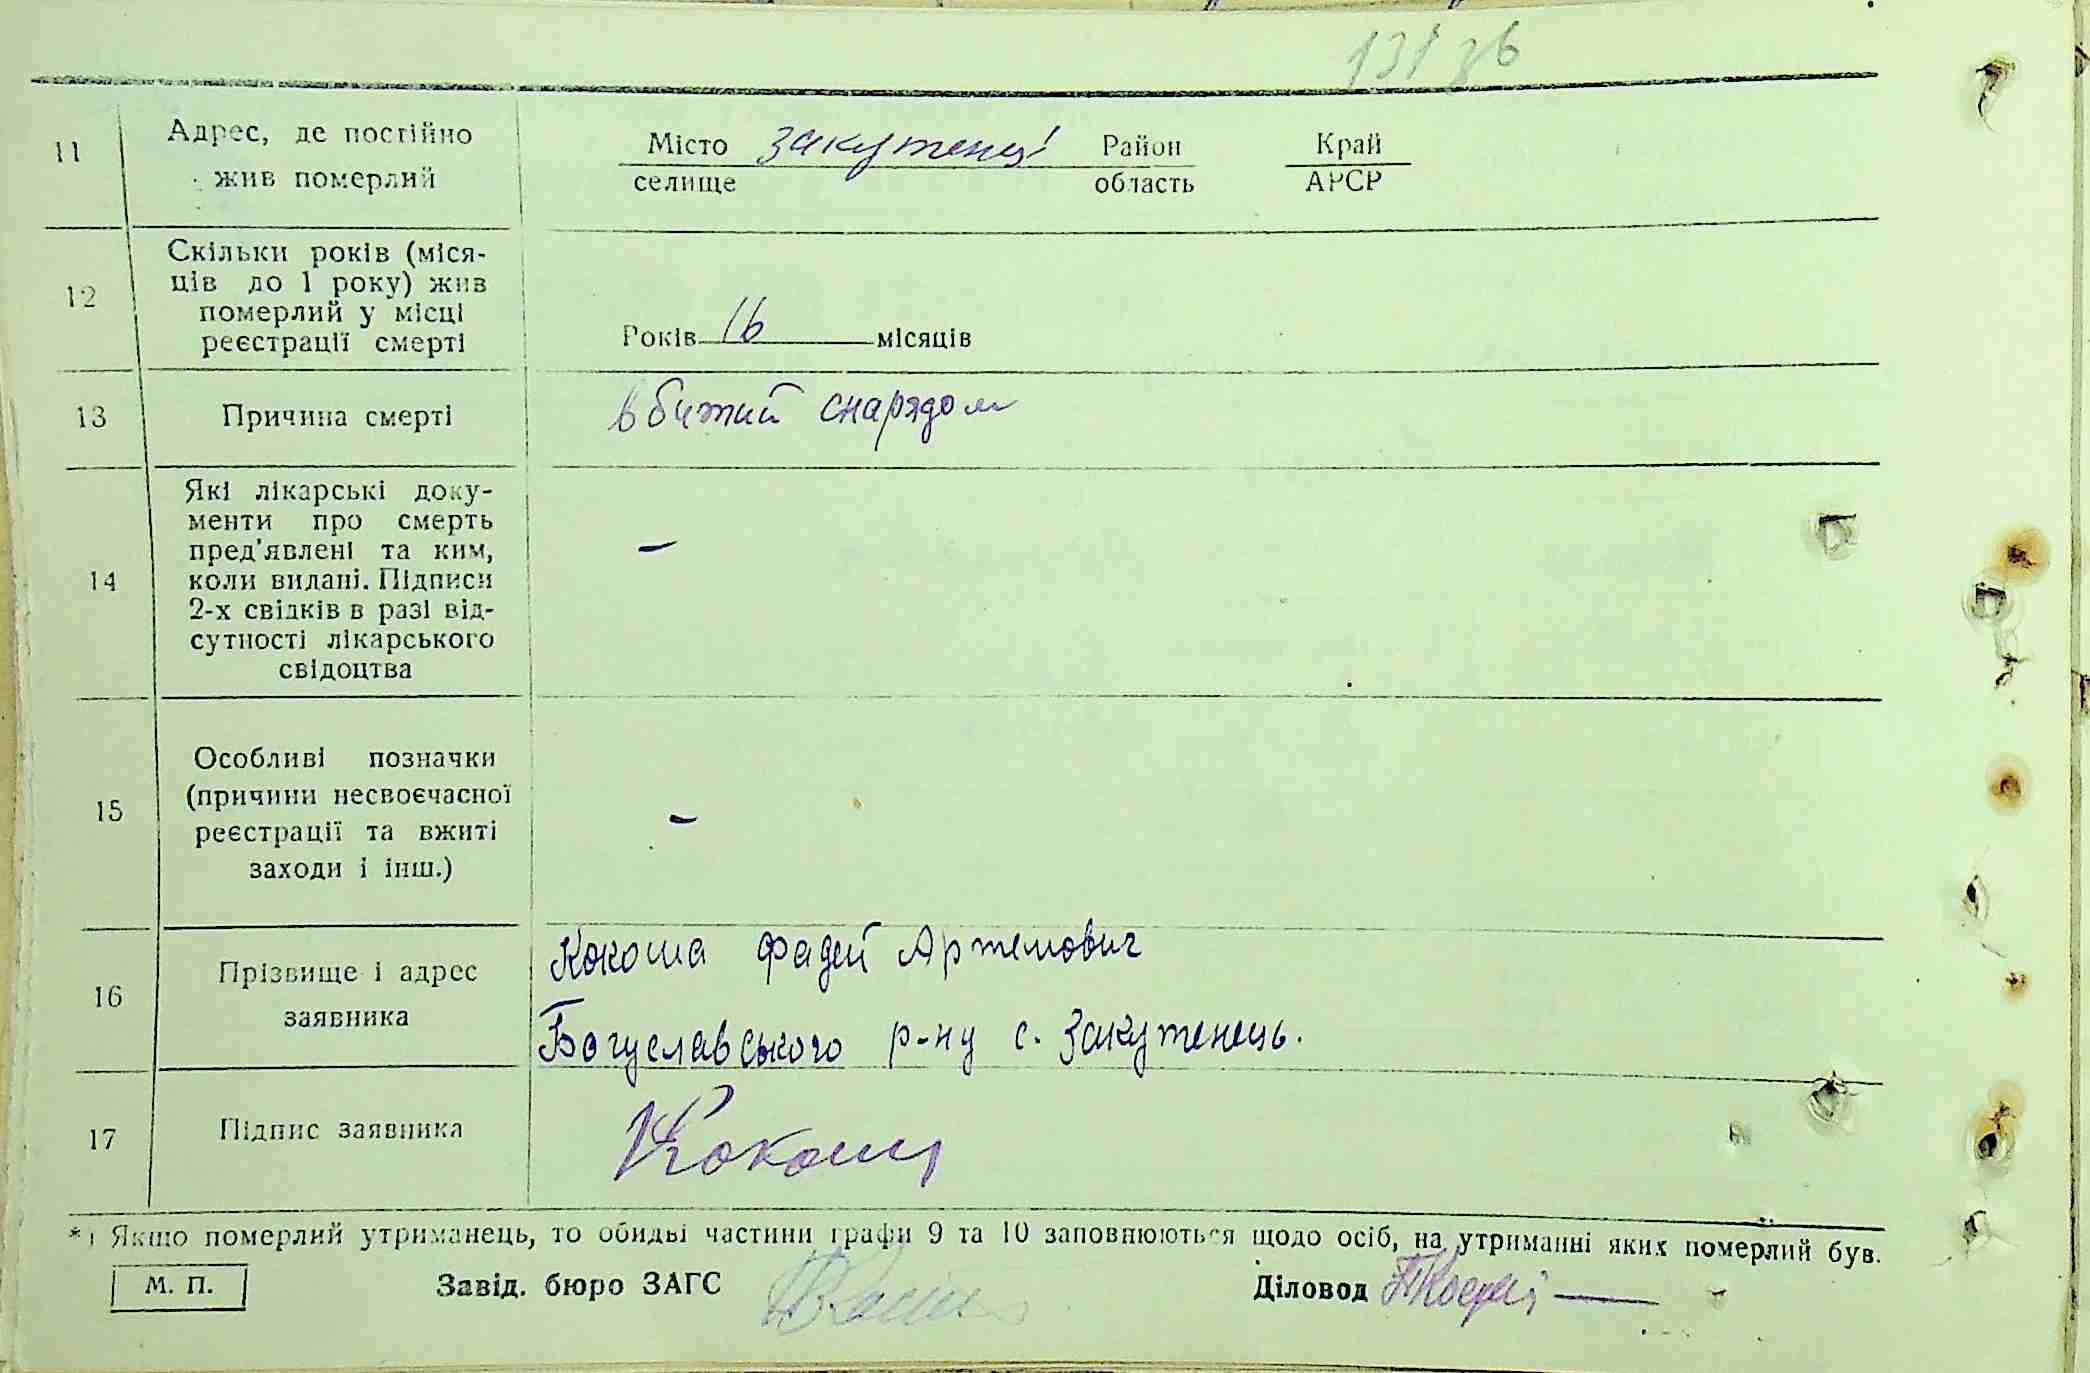 131 зв
11 Адрес, де постійно
жив померлий
Місто Закутенці Район Край
селище область АРСР
12 Скільки років (міся-
ців до 1 року) жив
померлий у місці
реєстрації смерті
Років 16 місяців
13 Причина смерті вбитий снарядом
14 Які лікарські доку-
менти про смерть
пред'явлені та ким,
коли видані. Підписи
2-х свідків в разі від-
сутності лікарського
свідоцтва
–
15 Особливі позначки
(причини несвоєчасної
реєстрації та вжиті
заходи і інш.)
–
16 Прізвище і адрес
заявника
Кокоша Фадей Артемович
Богуславського р-ну с. Закутенець.
17 Підпис заявника Кокош
*) Якщо померлий утриманець, то обидві частини графи 9 та 10 заповнюються щодо осіб, на утриманні яких померлий був.
М. П. Завід. бюро ЗАГС Діловод